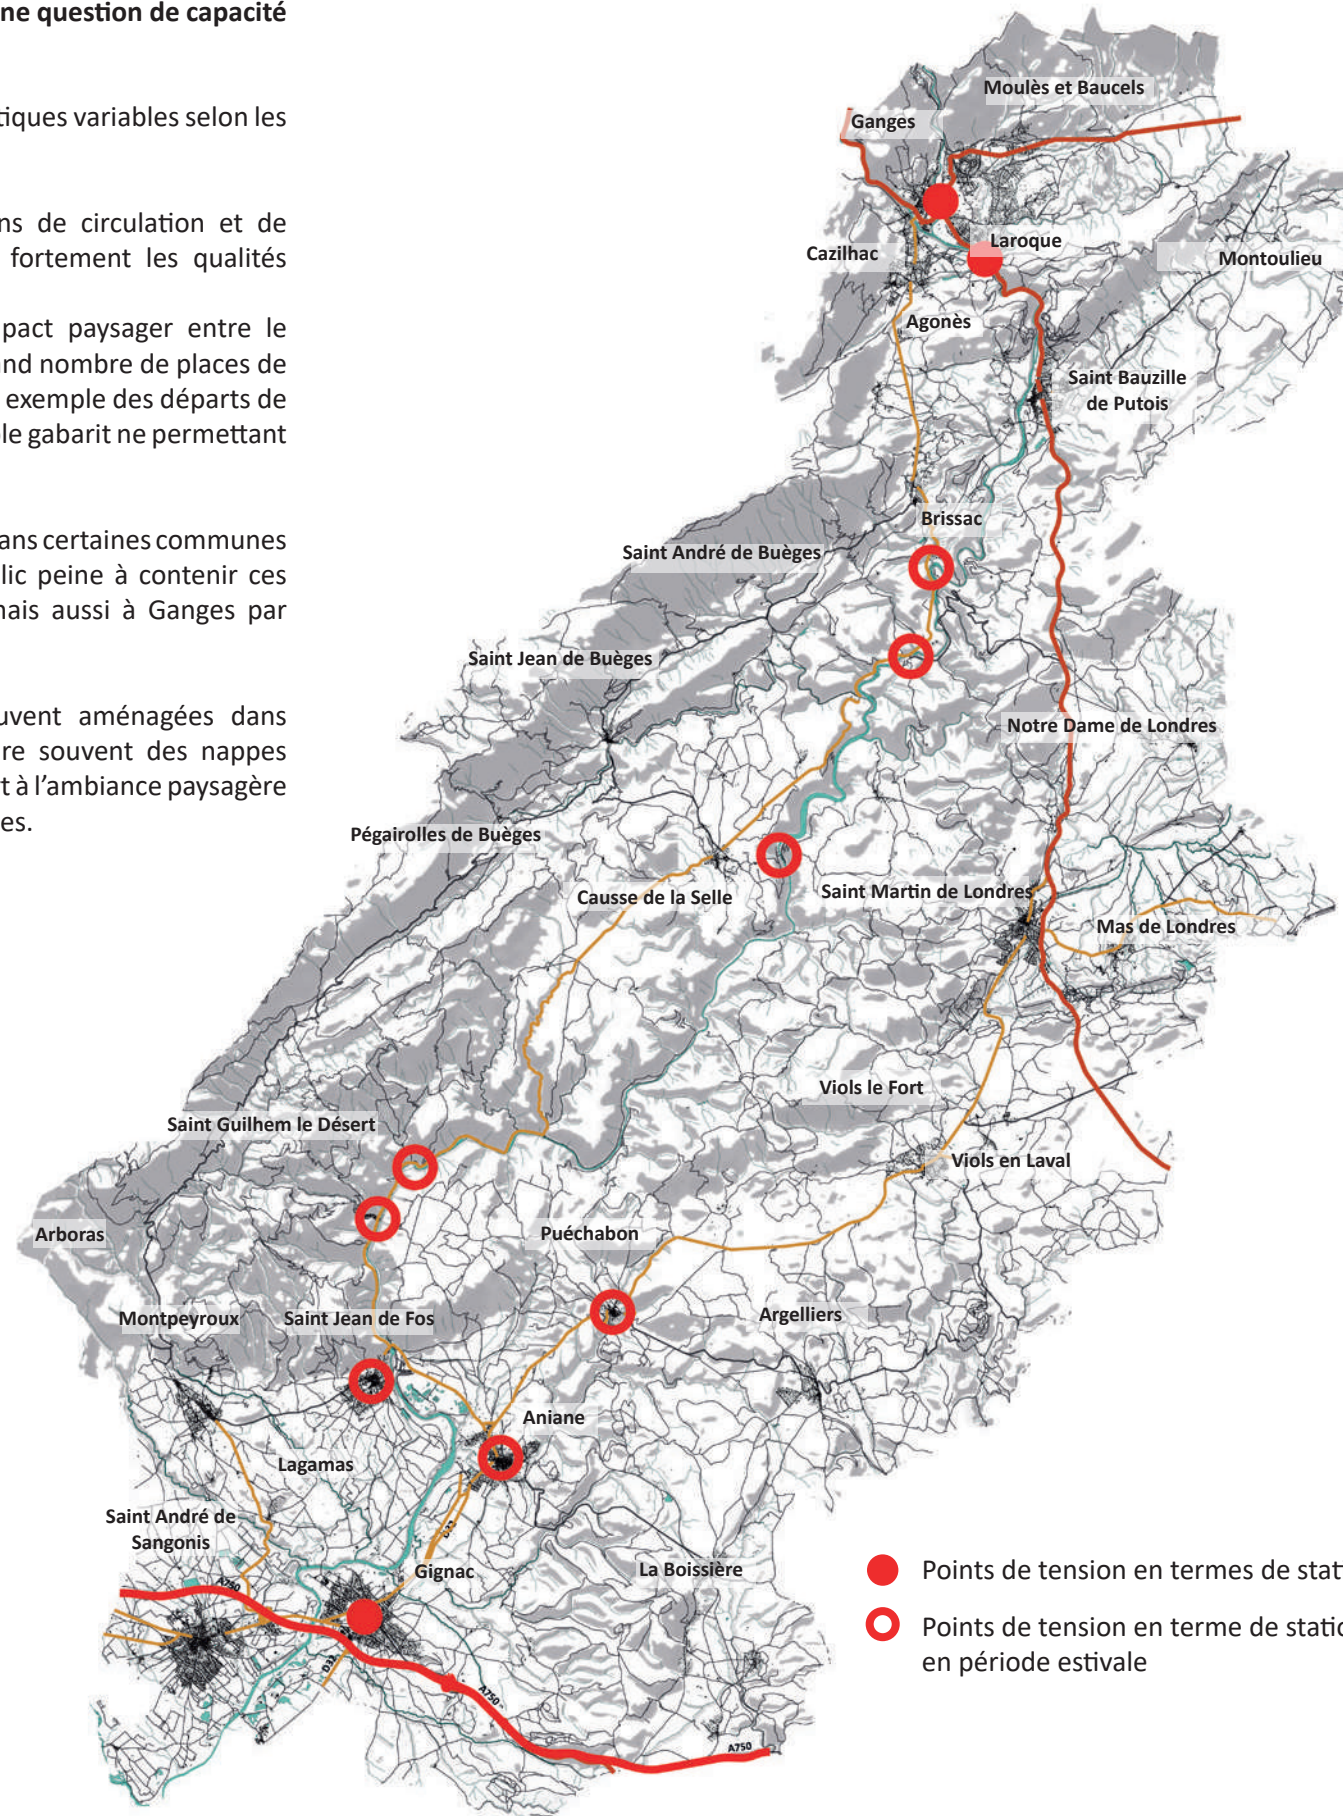 ne question de capacité
tiques variables selon les
ns de circulation et de
fortement les qualités
pact paysager entre le
and nombre de places de
exemple des départs de
ble gabarit ne permettant
ans certaines communes
lic peine à contenir ces
mais aussi à Ganges par
uvent aménagées dans
re souvent des nappes
rt à l'ambiance paysagère
es.
Moulès et Baucels
Ganges
Laroque
Cazilhac
Montoulieu
Agonès
Saint Bauzille
de Putois
Brissac
Saint André de Buèges
Saint Jean de Buèges
Notre Dame de Londres
Pégairolles de Buèges
Causse de la Selle
Saint Martin de Londres
Mas de Londres
Viols le Fort
Saint Guilhem le Désert
Viols en Laval
Arboras
Puéchabon
Montpeyroux
Saint Jean de Fos
Argelliers
Aniane
Lagamas
Saint André de
Sangonis
D32
Gignac
La Boissière
A750
D32
A750
A750
Points de tension en termes de stat
Points de tension en terme de static
en période estivale